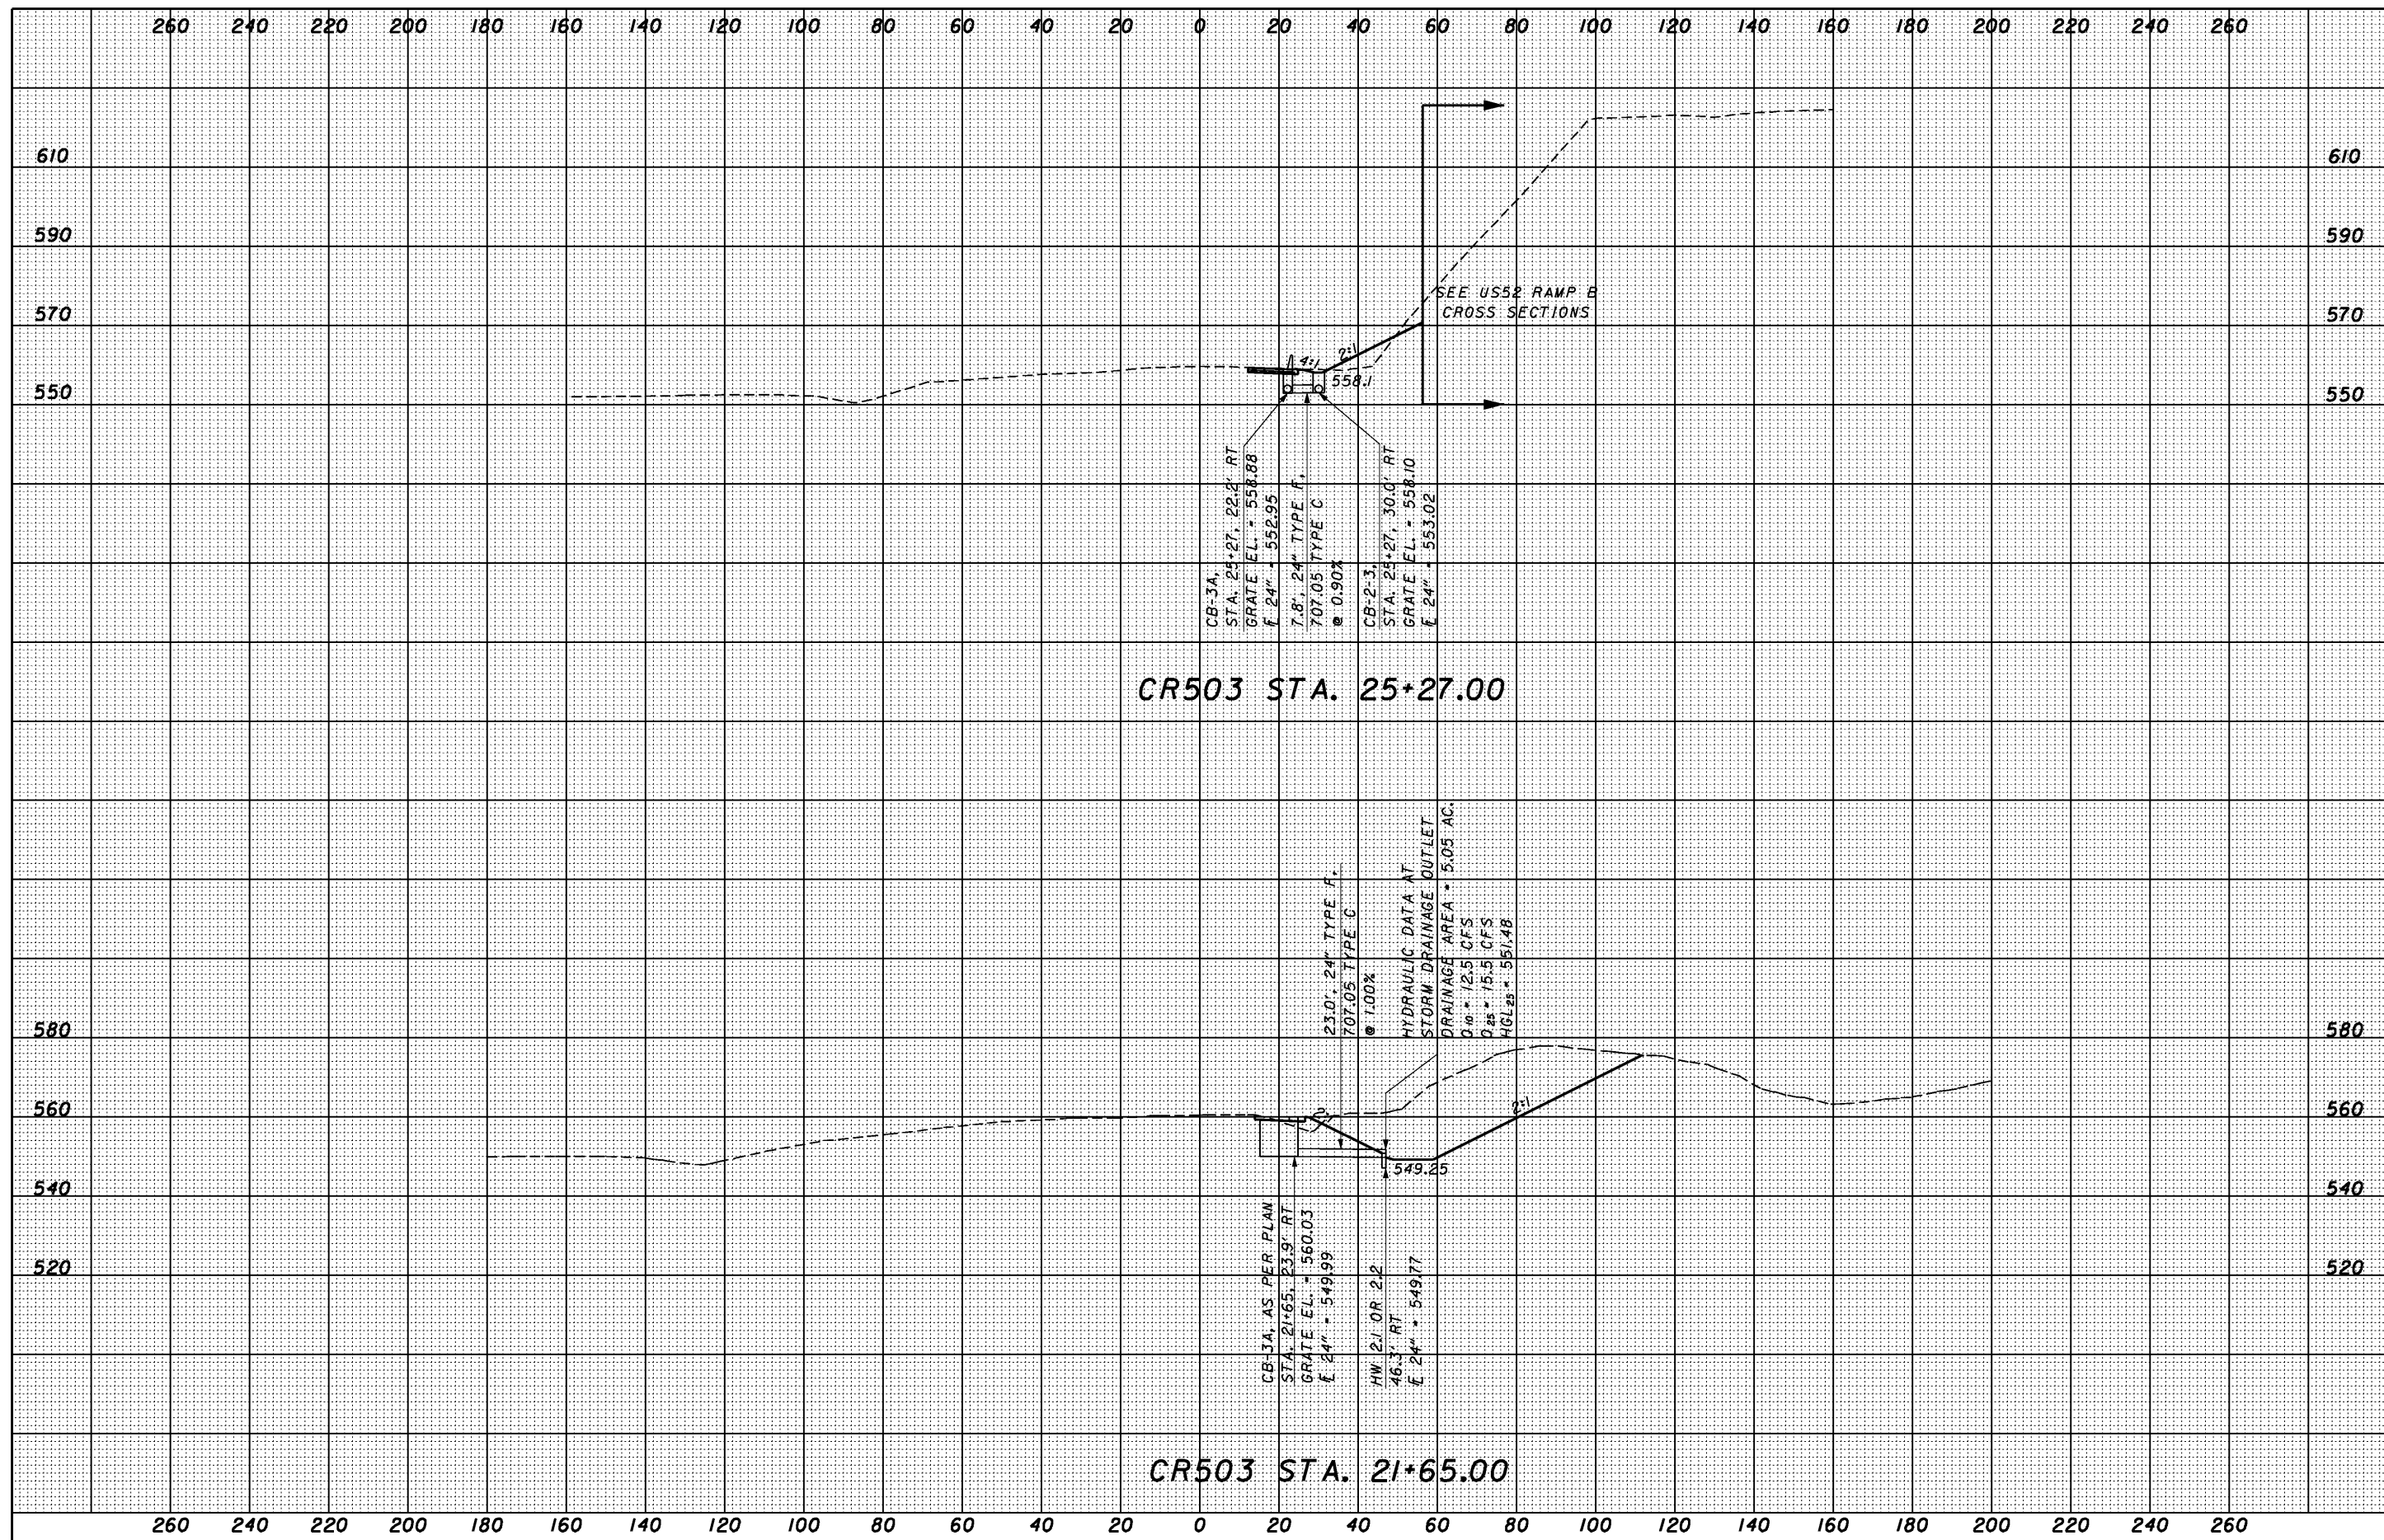 260 240 220 200 180 160 140 120 100 80 60 40 20 0 20 40 60 80 100 120 140 160 180 200 220 240 260
610 610
590 590
SEE US52 RAMP B
CROSS SECTIONS
570 570
4:1
2:1
558.1
550 550
CB-3A,
STA. 25+27, 22.2' RT
GRATE EL. = 558.88
℄ 24" = 552.95
7.8', 24" TYPE F,
707.05 TYPE C
@ 0.90%
CB-2-3,
STA. 25+27, 30.0' RT
GRATE EL. = 558.10
℄ 24" = 553.02
CR503 STA. 25+27.00
23.0', 24" TYPE F,
707.05 TYPE C
@ 1.00%
HYDRAULIC DATA AT
STORM DRAINAGE OUTLET
DRAINAGE AREA = 5.05 AC.
Q10 = 12.5 CFS
Q25 = 15.5 CFS
HGL25 = 551.48
580 580
560 560
2:1
2:1
549.25
540 540
520 520
CB-3A, AS PER PLAN
STA. 21+65, 23.9' RT
GRATE EL. = 560.03
℄ 24" = 549.99
HW 2.1 OR 2.2
46.3' RT
℄ 24" = 549.77
CR503 STA. 21+65.00
260 240 220 200 180 160 140 120 100 80 60 40 20 0 20 40 60 80 100 120 140 160 180 200 220 240 260